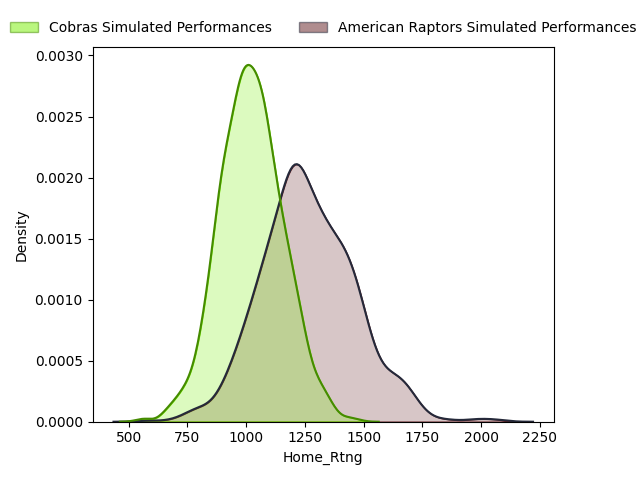 Cobras Simulated Performances American Raptors Simulated Performances
0.0030
0.0025
0.0020
0.0015
0.0010
0.0005
0.0000
Density
500 750 1000 1250 1500 1750 2000 2250
Home_Rtng